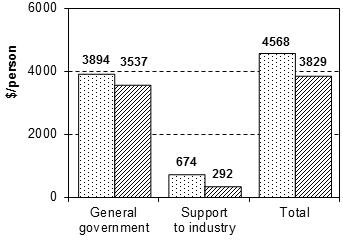 6000
4000
2000
0
$/person
3894
3537
674
292
4568
3829
General
government
Support
to industry
Total